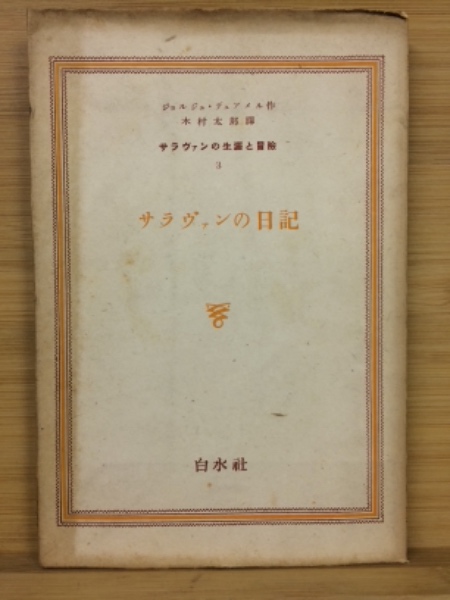 ジョルジュ・デュアメル作
木村太郎譯
サラヴァンの生涯と冒險
3
サラヴァンの日記
白水社